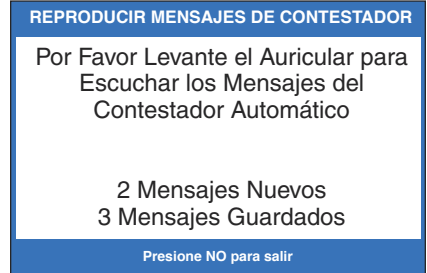 REPRODUCIR MENSAJES DE CONTESTADOR
Por Favor Levante el Auricular para
Escuchar los Mensajes del
Contestador Automático
2 Mensajes Nuevos
3 Mensajes Guardados
Presione NO para salir